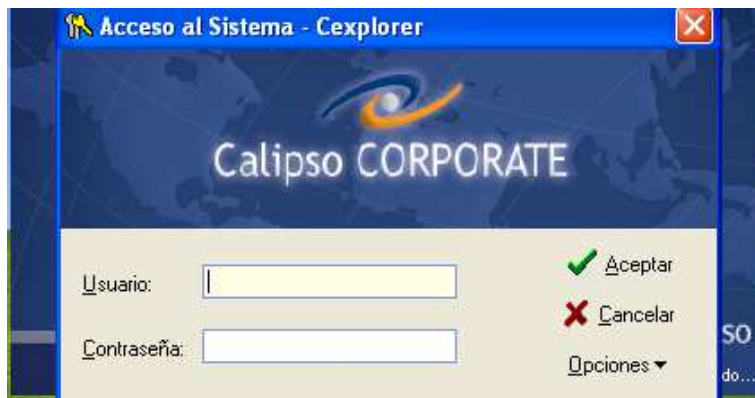 Acceso al Sistema - Cexplorer
Calipso CORPORATE
Usuario:
Aceptar
Cancelar
Contraseña:
Opciones
SO
do...